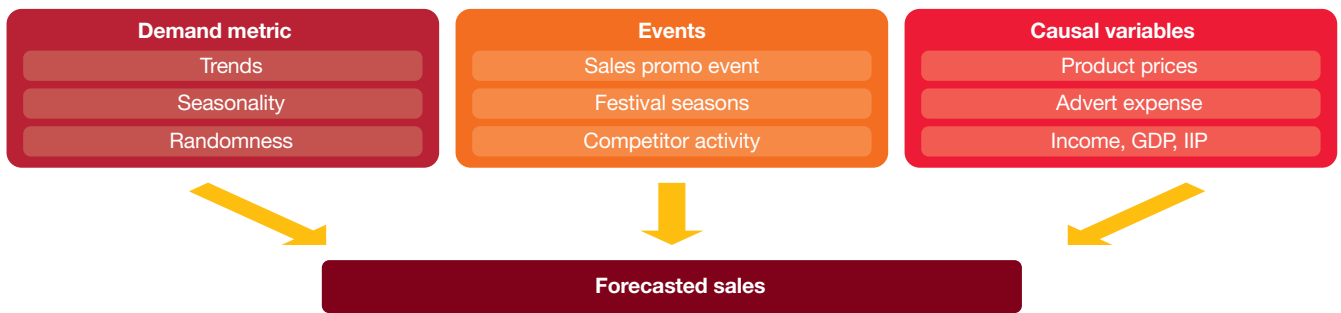 Demand metric
Trends
Seasonality
Randomness
Events
Sales promo event
Festival seasons
Competitor activity
Causal variables
Product prices
Advert expense
Income, GDP, IIP
Forecasted sales